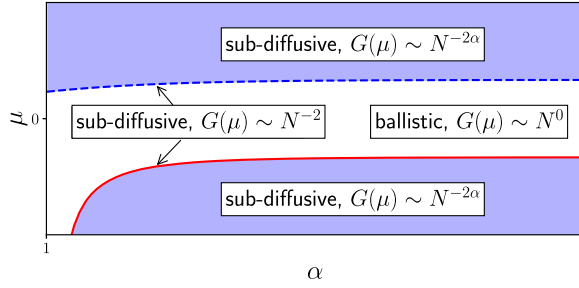 sub-diffusive, G(μ) ∼ N^{−2α}
μ
0
sub-diffusive, G(μ) ∼ N^{−2}
ballistic, G(μ) ∼ N^0
sub-diffusive, G(μ) ∼ N^{−2α}
1
α